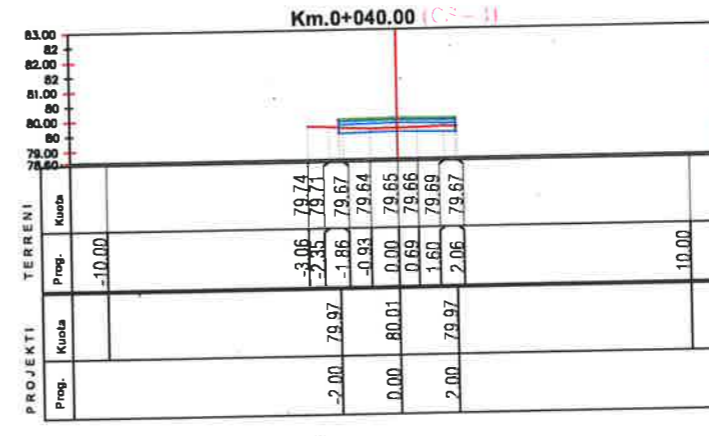 Km.0+040.00 (CS-1)
83.00
82
82.00
82
81.00
80
80.00
80
79.00
78.60
TERRENI
Kuota
79.74 79.71 79.67 79.64 79.65 79.66 79.69 79.67
Prog.
-10.00 -3.06 -2.35 -1.86 -0.93 0.00 0.69 1.60 2.06 10.00
PROJEKTI
Kuota
79.97 80.01 79.97
Prog.
-2.00 0.00 2.00